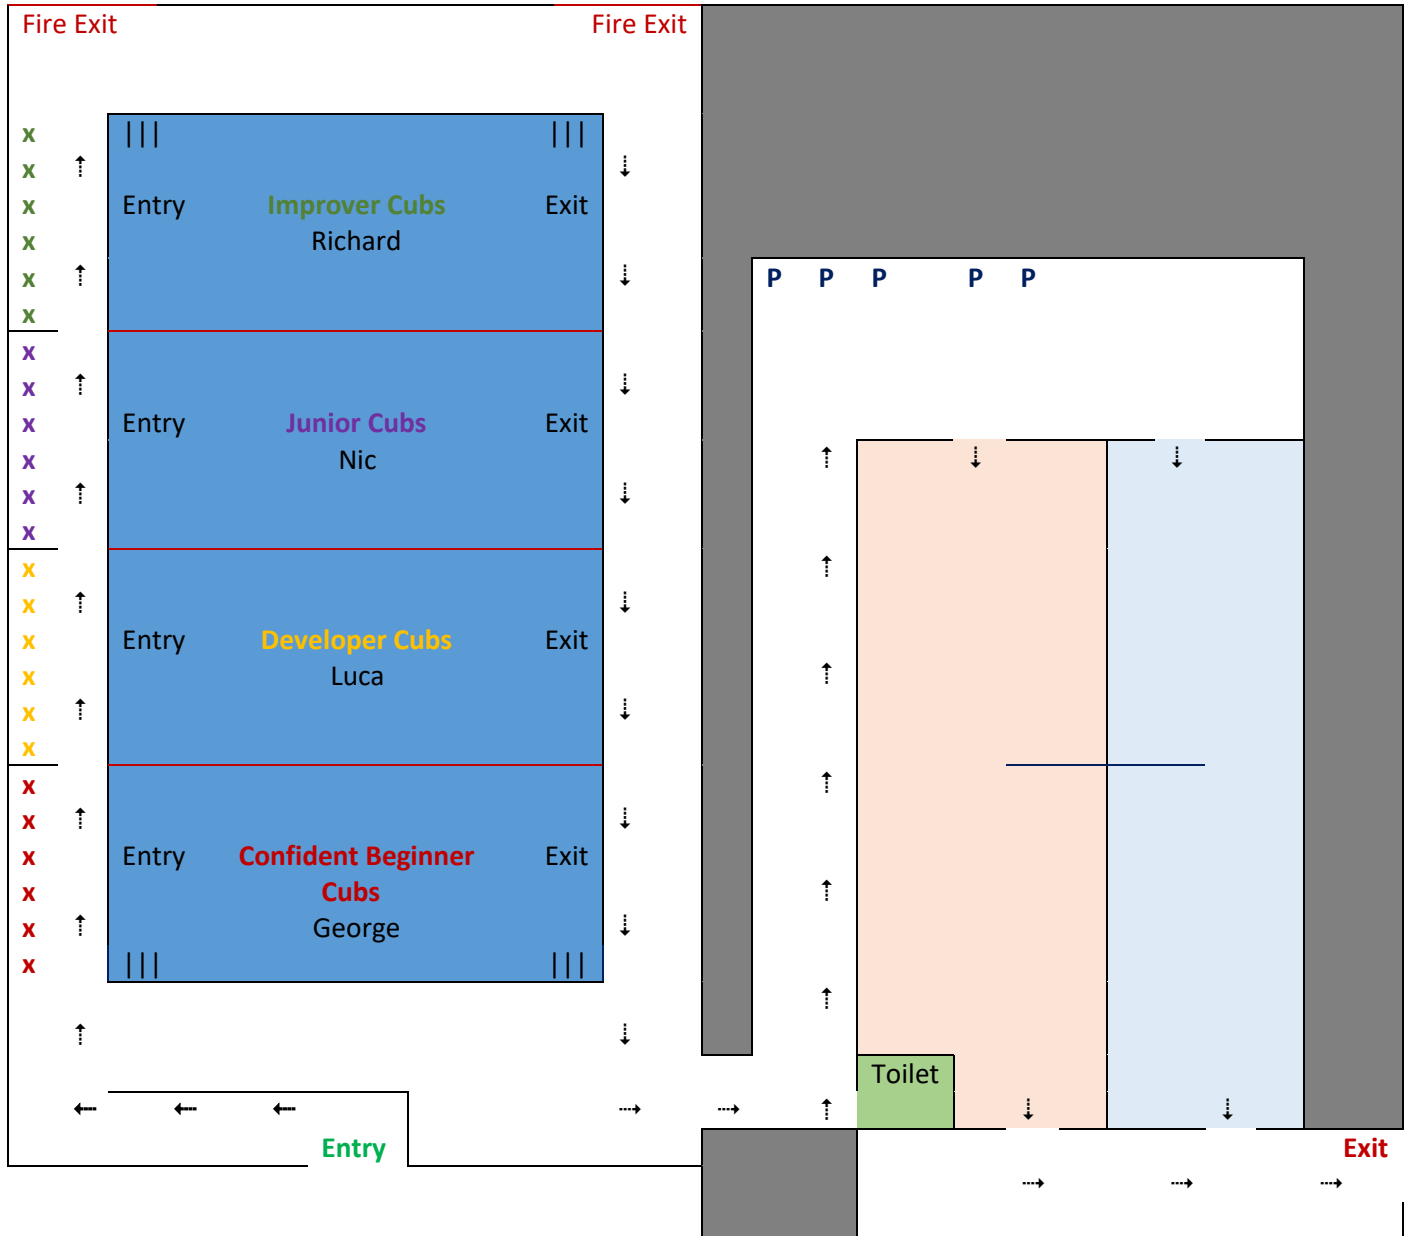 Fire Exit Fire Exit
x ||| |||
x
x Entry Improver Cubs Exit
x Richard
x P P P P P
x
x
x
x Entry Junior Cubs Exit
x Nic
x
x
x
x
x Entry Developer Cubs Exit
x Luca
x
x
x
x
x Entry Confident Beginner Exit
x Cubs
x George
x ||| |||
Toilet
Entry Exit